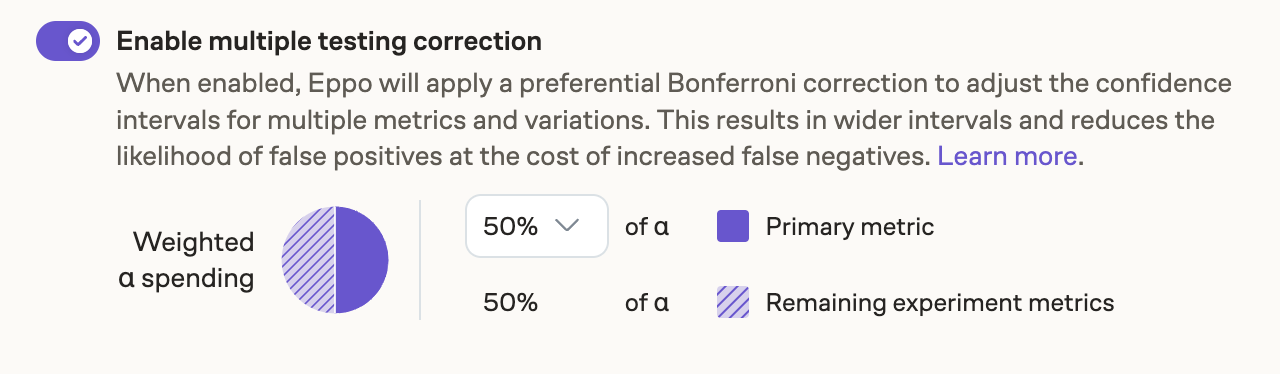 Enable multiple testing correction
When enabled, Eppo will apply a preferential Bonferroni correction to adjust the confidence
intervals for multiple metrics and variations. This results in wider intervals and reduces the
likelihood of false positives at the cost of increased false negatives. Learn more.
Weighted
α spending
50% of α Primary metric
50% of α Remaining experiment metrics